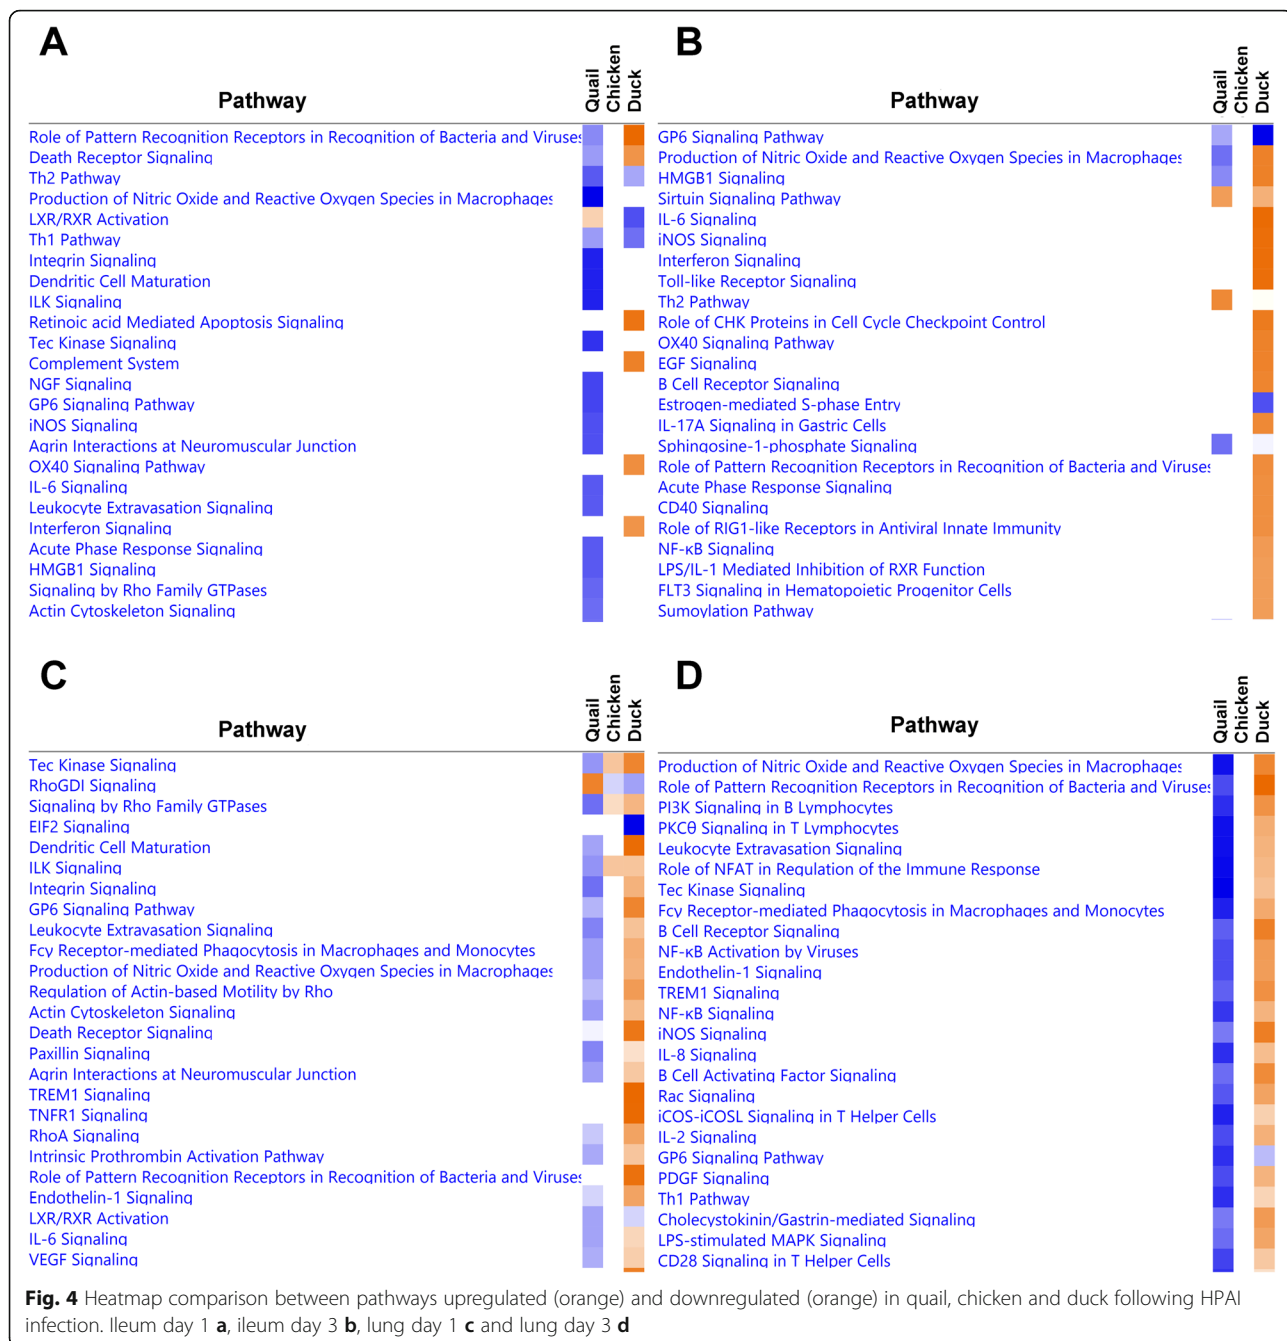 A
Pathway
Quail
Chicken
Duck
Role of Pattern Recognition Receptors in Recognition of Bacteria and Viruses
Death Receptor Signaling
Th2 Pathway
Production of Nitric Oxide and Reactive Oxygen Species in Macrophages
LXR/RXR Activation
Th1 Pathway
Integrin Signaling
Dendritic Cell Maturation
ILK Signaling
Retinoic acid Mediated Apoptosis Signaling
Tec Kinase Signaling
Complement System
NGF Signaling
GP6 Signaling Pathway
iNOS Signaling
Agrin Interactions at Neuromuscular Junction
OX40 Signaling Pathway
IL-6 Signaling
Leukocyte Extravasation Signaling
Interferon Signaling
Acute Phase Response Signaling
HMGB1 Signaling
Signaling by Rho Family GTPases
Actin Cytoskeleton Signaling
B
Pathway
Quail
Chicken
Duck
GP6 Signaling Pathway
Production of Nitric Oxide and Reactive Oxygen Species in Macrophages
HMGB1 Signaling
Sirtuin Signaling Pathway
IL-6 Signaling
iNOS Signaling
Interferon Signaling
Toll-like Receptor Signaling
Th2 Pathway
Role of CHK Proteins in Cell Cycle Checkpoint Control
OX40 Signaling Pathway
EGF Signaling
B Cell Receptor Signaling
Estrogen-mediated S-phase Entry
IL-17A Signaling in Gastric Cells
Sphingosine-1-phosphate Signaling
Role of Pattern Recognition Receptors in Recognition of Bacteria and Viruses
Acute Phase Response Signaling
CD40 Signaling
Role of RIG1-like Receptors in Antiviral Innate Immunity
NF-κB Signaling
LPS/IL-1 Mediated Inhibition of RXR Function
FLT3 Signaling in Hematopoietic Progenitor Cells
Sumoylation Pathway
C
Pathway
Quail
Chicken
Duck
Tec Kinase Signaling
RhoGDI Signaling
Signaling by Rho Family GTPases
EIF2 Signaling
Dendritic Cell Maturation
ILK Signaling
Integrin Signaling
GP6 Signaling Pathway
Leukocyte Extravasation Signaling
Fcγ Receptor-mediated Phagocytosis in Macrophages and Monocytes
Production of Nitric Oxide and Reactive Oxygen Species in Macrophages
Regulation of Actin-based Motility by Rho
Actin Cytoskeleton Signaling
Death Receptor Signaling
Paxillin Signaling
Agrin Interactions at Neuromuscular Junction
TREM1 Signaling
TNFR1 Signaling
RhoA Signaling
Intrinsic Prothrombin Activation Pathway
Role of Pattern Recognition Receptors in Recognition of Bacteria and Viruses
Endothelin-1 Signaling
LXR/RXR Activation
IL-6 Signaling
VEGF Signaling
D
Pathway
Quail
Chicken
Duck
Production of Nitric Oxide and Reactive Oxygen Species in Macrophages
Role of Pattern Recognition Receptors in Recognition of Bacteria and Viruses
PI3K Signaling in B Lymphocytes
PKCθ Signaling in T Lymphocytes
Leukocyte Extravasation Signaling
Role of NFAT in Regulation of the Immune Response
Tec Kinase Signaling
Fcγ Receptor-mediated Phagocytosis in Macrophages and Monocytes
B Cell Receptor Signaling
NF-κB Activation by Viruses
Endothelin-1 Signaling
TREM1 Signaling
NF-κB Signaling
iNOS Signaling
IL-8 Signaling
B Cell Activating Factor Signaling
Rac Signaling
iCOS-iCOSL Signaling in T Helper Cells
IL-2 Signaling
GP6 Signaling Pathway
PDGF Signaling
Th1 Pathway
Cholecystokinin/Gastrin-mediated Signaling
LPS-stimulated MAPK Signaling
CD28 Signaling in T Helper Cells
Fig. 4 Heatmap comparison between pathways upregulated (orange) and downregulated (orange) in quail, chicken and duck following HPAI
infection. Ileum day 1 a, ileum day 3 b, lung day 1 c and lung day 3 d